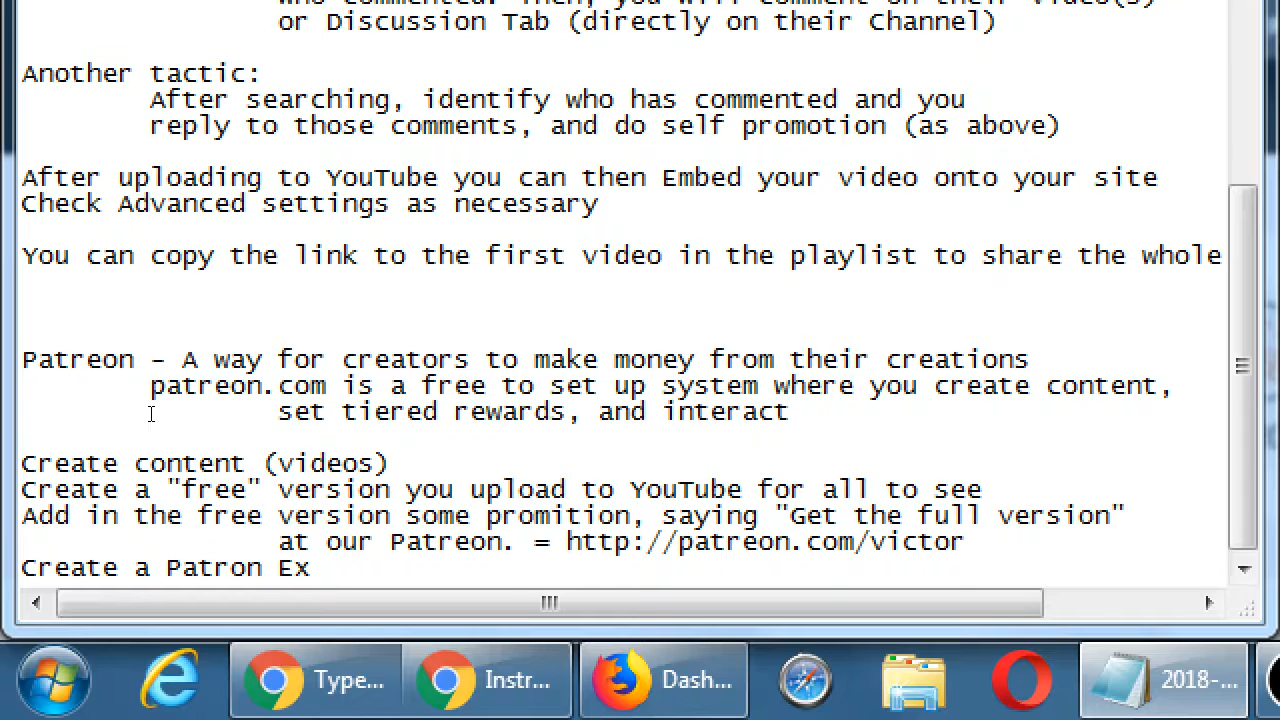 or Discussion Tab (directly on their Channel)
Another tactic:
After searching, identify who has commented and you
reply to those comments, and do self promotion (as above)
After uploading to YouTube you can then Embed your video onto your site
Check Advanced settings as necessary
You can copy the link to the first video in the playlist to share the whole
Patreon – A way for creators to make money from their creations
patreon.com is a free to set up system where you create content,
set tiered rewards, and interact
Create content (videos)
Create a "free" version you upload to YouTube for all to see
Add in the free version some promition, saying "Get the full version"
at our Patreon. = http://patreon.com/victor
Create a Patron Ex
Type...
Instr...
Dash...
2018-...